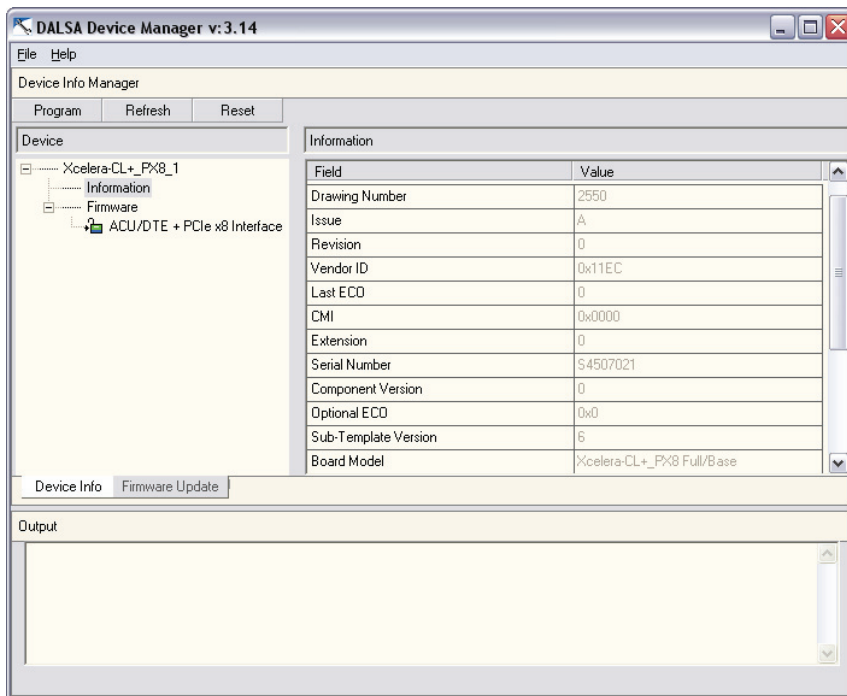 DALSA Device Manager v: 3.14
File Help
Device Info Manager
Program Refresh Reset
Device
Xcelera-CL+_PX8_1
Information
Firmware
ACU/DTE + PCIe x8 Interface
Information
Field Value
Drawing Number 2550
Issue A
Revision 0
Vendor ID 0x11EC
Last ECO 0
CMI 0x0000
Extension 0
Serial Number S4507021
Component Version 0
Optional ECO 0x0
Sub-Template Version 6
Board Model Xcelera-CL+_PX8 Full/Base
Device Info Firmware Update
Output